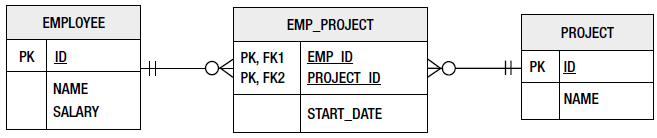 EMPLOYEE
PK ID
NAME
SALARY
EMP_PROJECT
PK, FK1 EMP_ID
PK, FK2 PROJECT_ID
START_DATE
PROJECT
PK ID
NAME